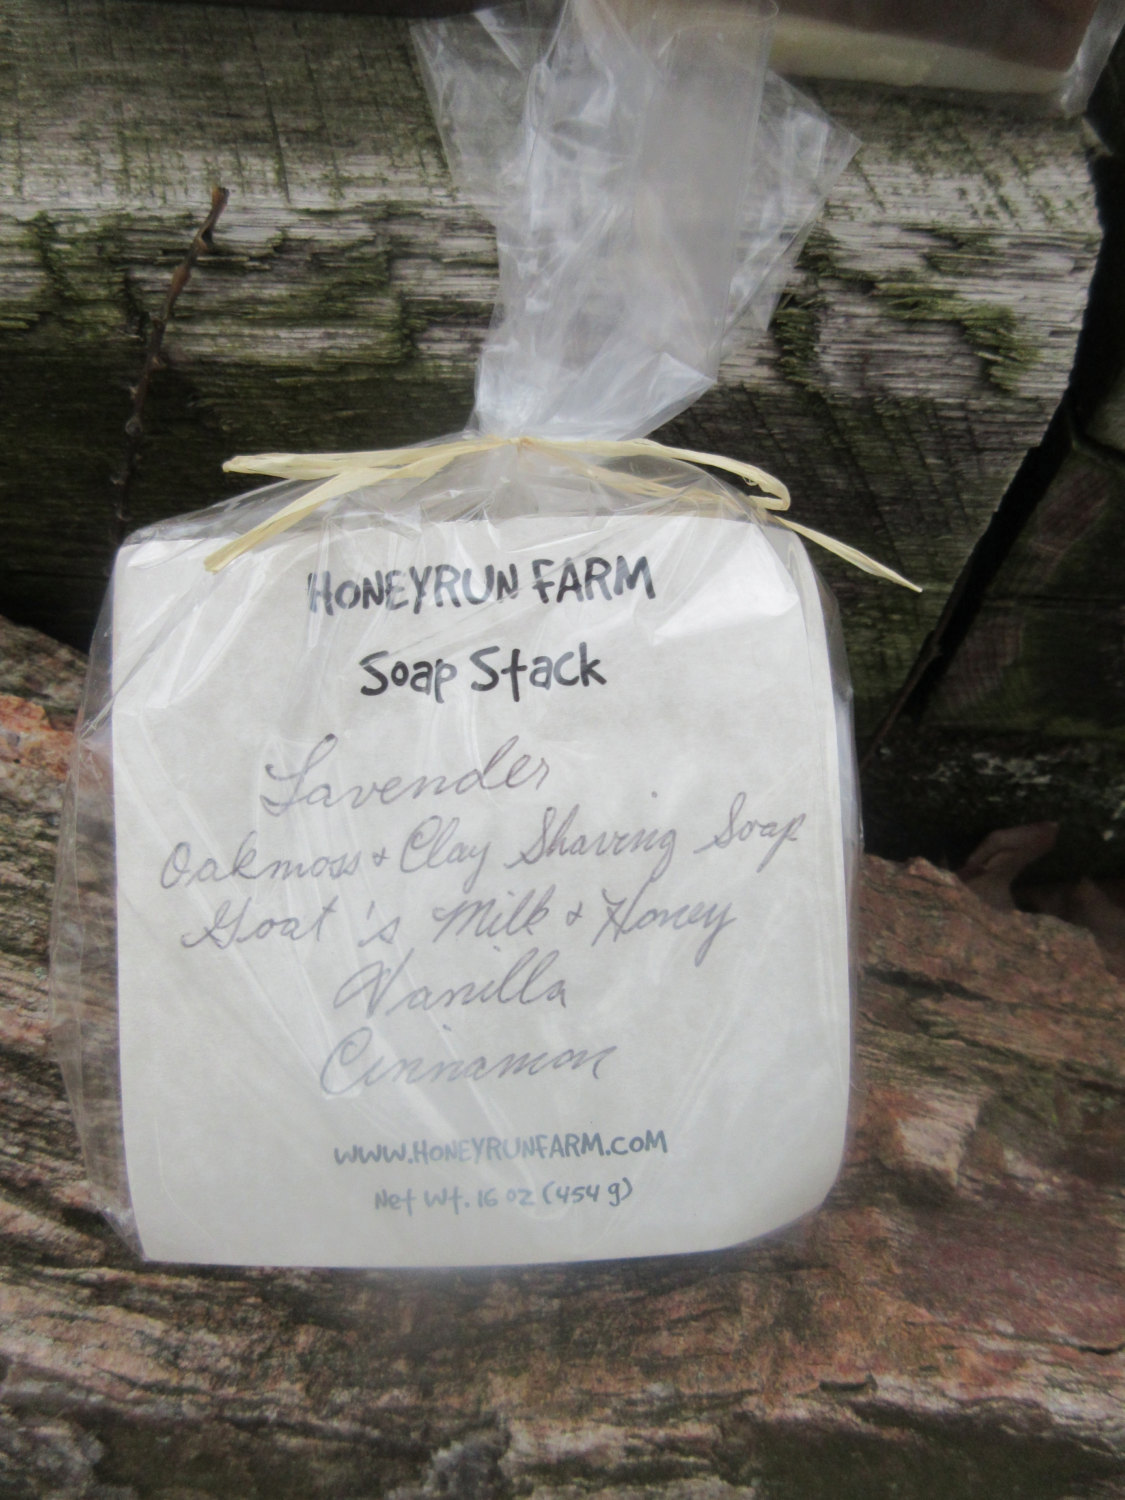 HONEYRUN FARM
Soap Stack
Lavender
Oakmoss + Clay Shaving Soap
Goat's Milk + Honey
Vanilla
Cinnamon
WWW.HONEYRUNFARM.COM
Net Wt. 16 oz (454 g)